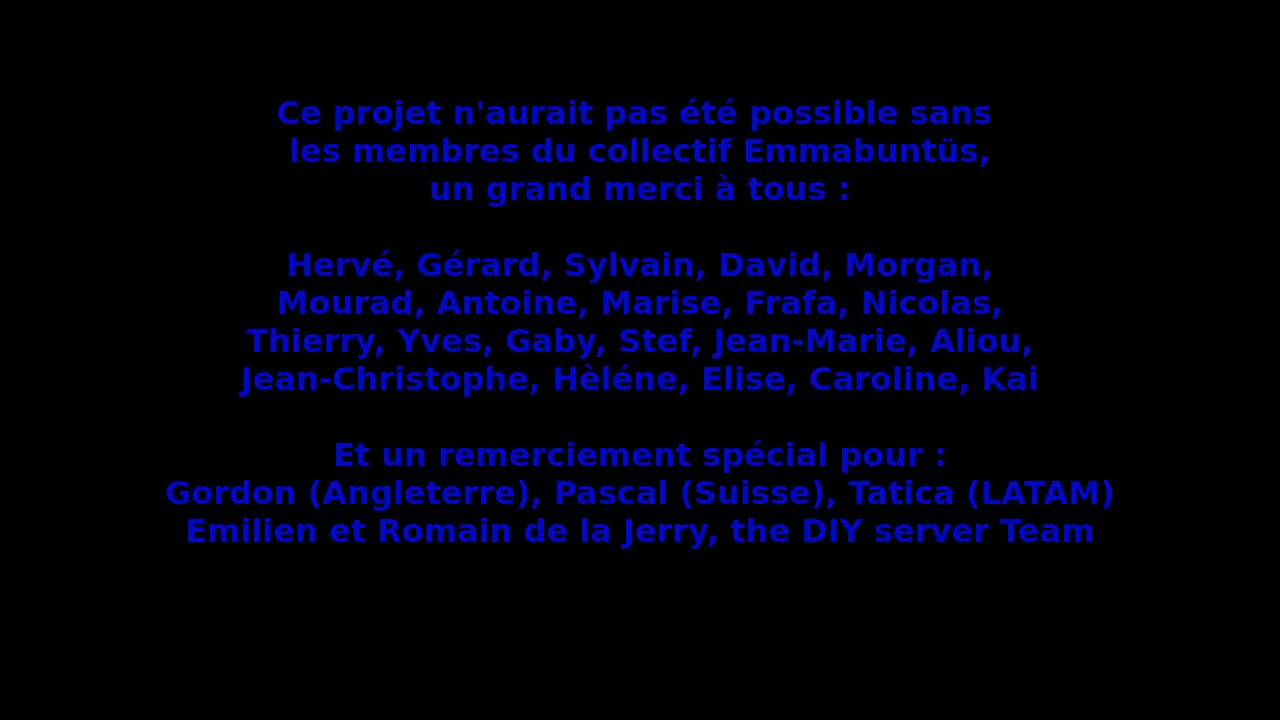 Ce projet n'aurait pas été possible sans
les membres du collectif Emmabuntüs,
un grand merci à tous :
Hervé, Gérard, Sylvain, David, Morgan,
Mourad, Antoine, Marise, Frafa, Nicolas,
Thierry, Yves, Gaby, Stef, Jean-Marie, Aliou,
Jean-Christophe, Hèléne, Elise, Caroline, Kai
Et un remerciement spécial pour :
Gordon (Angleterre), Pascal (Suisse), Tatica (LATAM)
Emilien et Romain de la Jerry, the DIY server Team